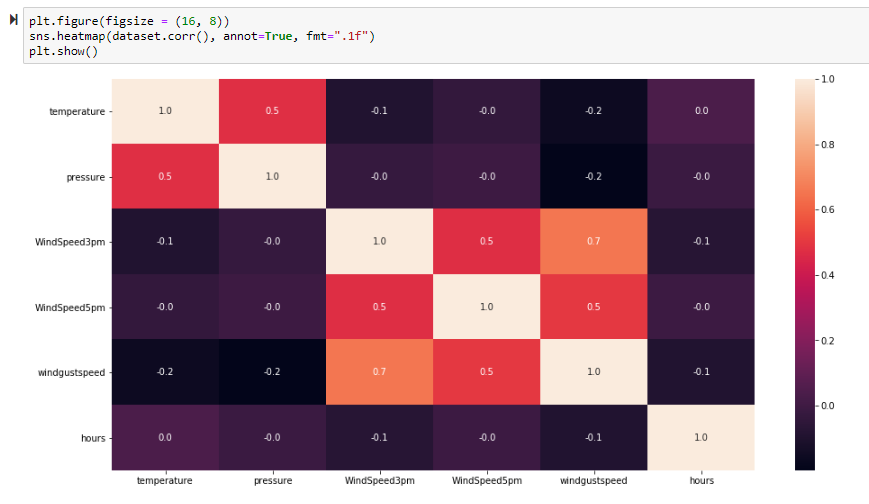 plt.figure(figsize = (16, 8))
sns.heatmap(dataset.corr(), annot=True, fmt=".1f")
plt.show()
temperature 1.0 0.5 -0.1 -0.0 -0.2 0.0
pressure 0.5 1.0 -0.0 -0.0 -0.2 -0.0
WindSpeed3pm -0.1 -0.0 1.0 0.5 0.7 -0.1
WindSpeed5pm -0.0 -0.0 0.5 1.0 0.5 -0.0
windgustspeed -0.2 -0.2 0.7 0.5 1.0 -0.1
hours 0.0 -0.0 -0.1 -0.0 -0.1 1.0
temperature pressure WindSpeed3pm WindSpeed5pm windgustspeed hours
1.0
0.8
0.6
0.4
0.2
0.0